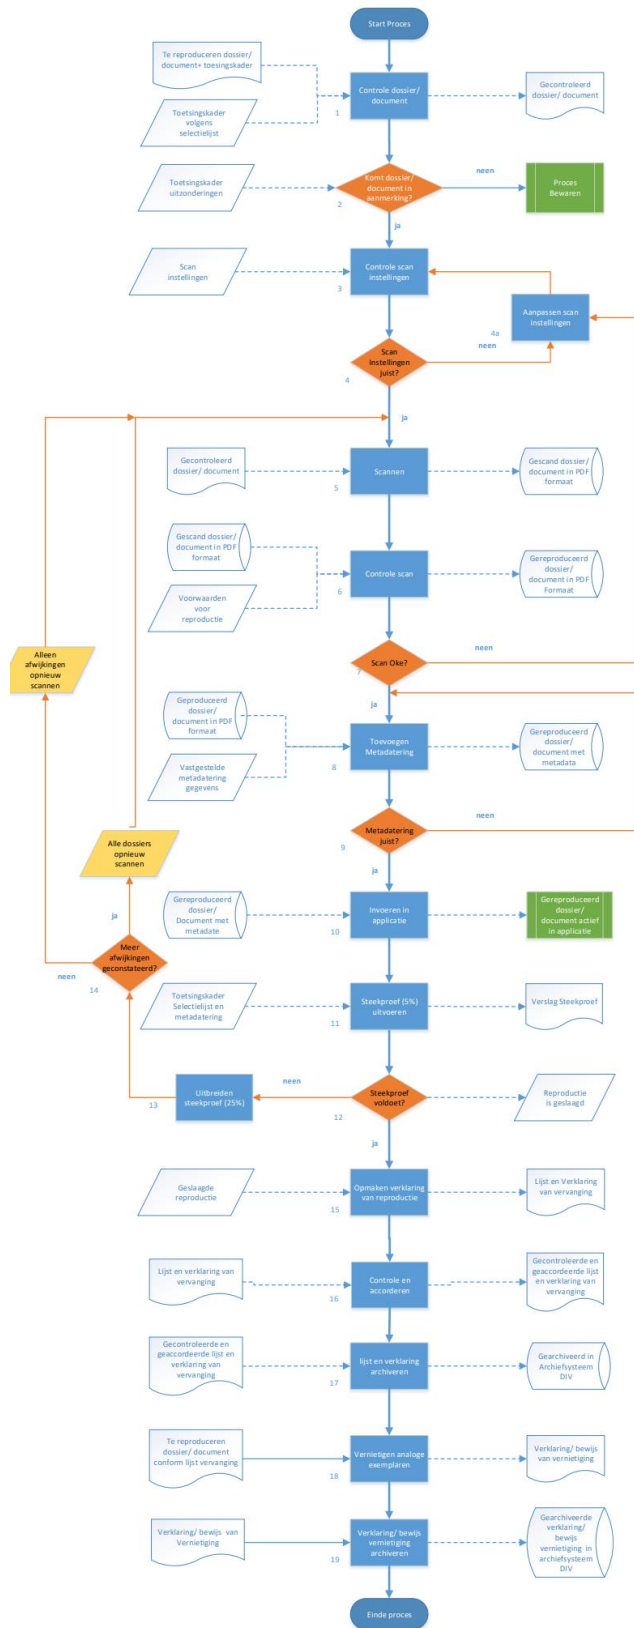 Start Proces
Te reproduceren dossier/
document+ toesingskader
Controle dossier/
document
1
Gecontroleerd
dossier/ document
Toetsingskader
volgens
selectielijst
Komt dossier/
document in
aanmerking?
2
neen
Proces
Bewaren
Toetsingskader
uitzonderingen
ja
Scan
instellingen
Controle scan
instellingen
3
Aanpassen scan
Instellingen
4a
Scan
Instellingen
juist?
4
neen
ja
Gecontroleerd
dossier/ document
Scannen
5
Gescand dossier/
document in PDF
formaat
Gescand dossier/
document in PDF
formaat
Controle scan
6
Gereproduceerd
dossier/
document in PDF
Formaat
Voorwaarden
voor
reproductie
Alleen
afwijkingen
opnieuw
scannen
Scan Oke?
7
neen
ja
Geproduceerd
dossier/
document in PDF
formaat
Toevoegen
Metadatering
8
Gereproduceerd
dossier/
document met
metadata
Vastgestelde
metadatering
gegevens
Metadatering
juist?
9
neen
Alle dossiers
opnieuw
scannen
ja
ja
Gereproduceerd
dossier/
Document met
metadate
Invoeren in
applicatie
10
Gereproduceerd
dossier/
document actief
in applicatie
Meer
afwijkingen
geconstateerd?
14
neen
Toetsingskader
Selectielijst en
metadatering
Steekproef (5%)
uitvoeren
11
Verslag Steekproef
Uitbreiden
steekproef (25%)
13
neen
Steekproef
voldoet?
12
Reproductie
is geslaagd
ja
Geslaagde
reproductie
Opmaken verklaring
van reproductie
15
Lijst en Verklaring
van vervanging
Lijst en verklaring van
vervanging
Controle en
accorderen
16
Gecontroleerde en
geaccordeerde lijst
en verklaring van
vervanging
Gecontroleerde en
geaccordeerde lijst en
verklaring van
vervanging
lijst en verklaring
archiveren
17
Gearchiveerd in
Archiefsysteem
DIV
Te reproduceren
dossier/ document
conform lijst vervanging
Vernietigen analoge
exemplaren
18
Verklaring/ bewijs
van vernietiging
Verklaring/ bewijs van
Vernietiging
Verklaring/ bewijs
vernietiging
archiveren
19
Gearchiveerde
verklaring/
bewijs
vernietiging in
archiefsysteem
DIV
Einde proces